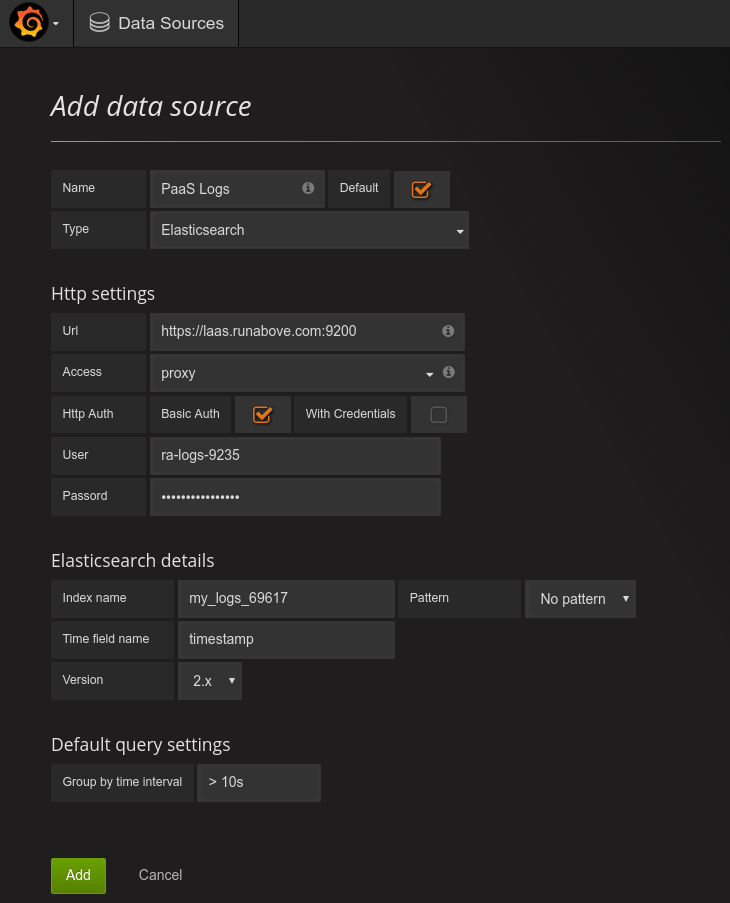 Data Sources
Add data source
Name PaaS Logs Default
Type Elasticsearch
Http settings
Url https://laas.runabove.com:9200
Access proxy
Http Auth Basic Auth With Credentials
User ra-logs-9235
Passord ••••••••••••••••
Elasticsearch details
Index name my_logs_69617 Pattern No pattern
Time field name timestamp
Version 2.x
Default query settings
Group by time interval > 10s
Add Cancel